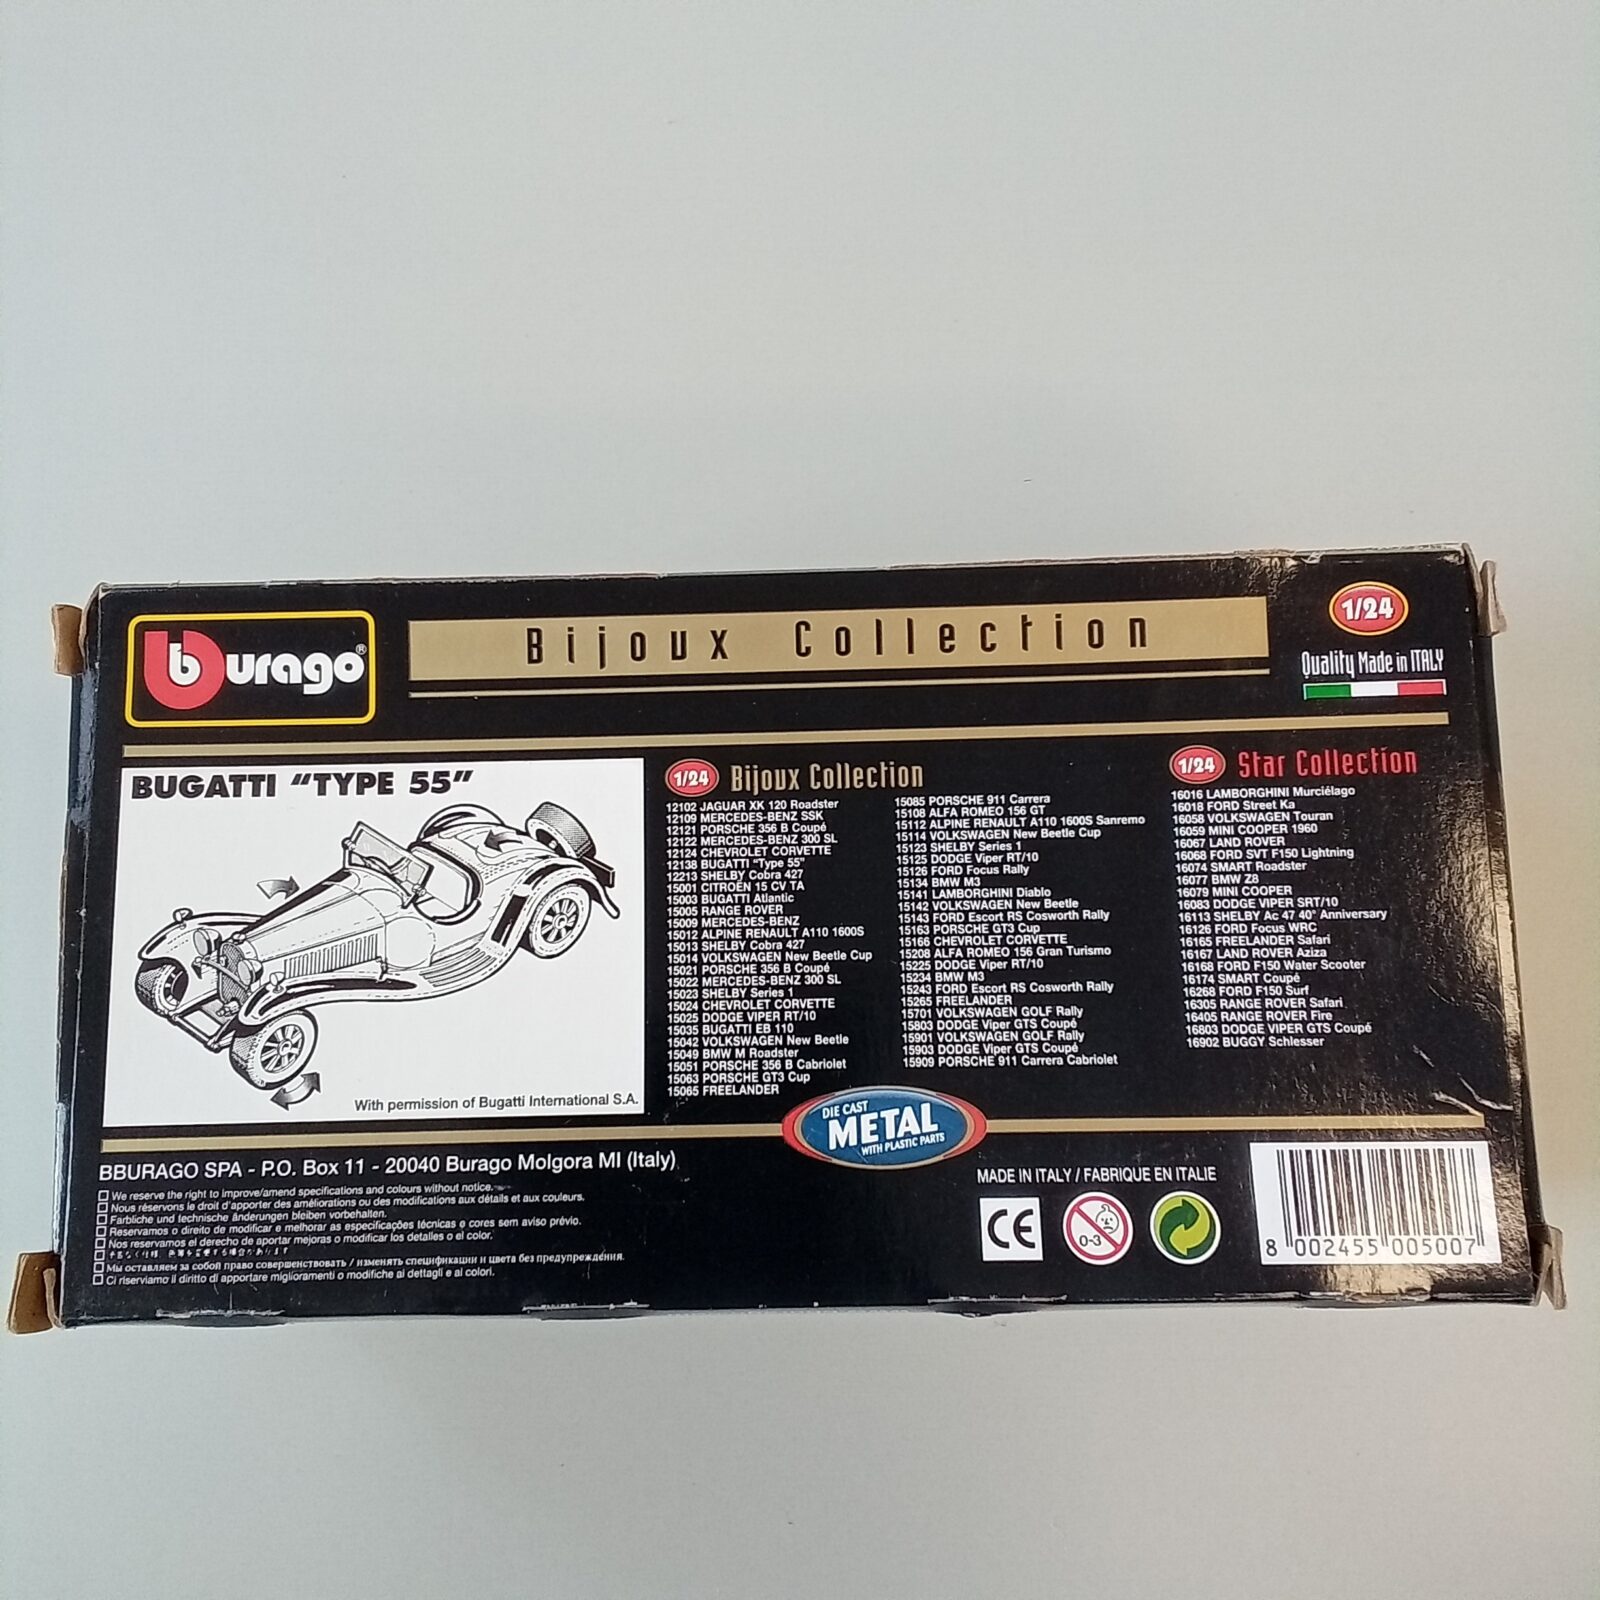 burago®
Bijoux Collection
1/24
Quality Made in ITALY
BUGATTI "TYPE 55"
With permission of Bugatti International S.A.
1/24 Bijoux Collection
12102 JAGUAR XK 120 Roadster
12109 MERCEDES-BENZ SSK
12121 PORSCHE 356 B Coupé
12122 MERCEDES-BENZ 300 SL
12124 CHEVROLET CORVETTE
12138 BUGATTI "Type 55"
12213 SHELBY Cobra 427
15001 CITROËN 15 CV TA
15003 BUGATTI Atlantic
15005 RANGE ROVER
15009 MERCEDES-BENZ
15012 ALPINE RENAULT A110 1600S
15013 SHELBY Cobra 427
15014 VOLKSWAGEN New Beetle Cup
15021 PORSCHE 356 B Coupé
15022 MERCEDES-BENZ 300 SL
15023 SHELBY Series 1
15024 CHEVROLET CORVETTE
15025 DODGE VIPER RT/10
15035 BUGATTI EB 110
15042 VOLKSWAGEN New Beetle
15049 BMW M Roadster
15051 PORSCHE 356 B Cabriolet
15063 PORSCHE GT3 Cup
15065 FREELANDER
15085 PORSCHE 911 Carrera
15108 ALFA ROMEO 156 GT
15112 ALPINE RENAULT A110 1600S Sanremo
15114 VOLKSWAGEN New Beetle Cup
15123 SHELBY Series 1
15125 DODGE Viper RT/10
15126 FORD Focus Rally
15134 BMW M3
15141 LAMBORGHINI Diablo
15142 VOLKSWAGEN New Beetle
15143 FORD Escort RS Cosworth Rally
15163 PORSCHE GT3 Cup
15166 CHEVROLET CORVETTE
15208 ALFA ROMEO 156 Gran Turismo
15225 DODGE Viper RT/10
15234 BMW M3
15243 FORD Escort RS Cosworth Rally
15265 FREELANDER
15701 VOLKSWAGEN GOLF Rally
15803 DODGE Viper GTS Coupé
15901 VOLKSWAGEN GOLF Rally
15903 DODGE Viper GTS Coupé
15909 PORSCHE 911 Carrera Cabriolet
1/24 Star Collection
16016 LAMBORGHINI Murciélago
16018 FORD Street Ka
16058 VOLKSWAGEN Touran
16059 MINI COOPER 1960
16067 LAND ROVER
16068 FORD SVT F150 Lightning
16074 SMART Roadster
16077 BMW Z8
16079 MINI COOPER
16083 DODGE VIPER SRT/10
16113 SHELBY Ac 47 40° Anniversary
16126 FORD Focus WRC
16165 FREELANDER Safari
16167 LAND ROVER Aziza
16168 FORD F150 Water Scooter
16174 SMART Coupé
16268 FORD F150 Surf
16305 RANGE ROVER Safari
16405 RANGE ROVER Fire
16803 DODGE VIPER GTS Coupé
16902 BUGGY Schlesser
DIE CAST
METAL
WITH PLASTIC PARTS
BBURAGO SPA - P.O. Box 11 - 20040 Burago Molgora MI (Italy)
We reserve the right to improve/amend specifications and colours without notice.
Nous réservons le droit d'apporter des améliorations ou des modifications aux détails et aux couleurs.
Farbliche und technische änderungen bleiben vorbehalten.
Reservamos o direito de modificar e melhorar as especificações técnicas e cores sem aviso prévio.
Nos reservamos el derecho de aportar mejoras o modificar los detalles o el color.
Мы оставляем за собой право совершенствовать / изменять спецификации и цвета без предупреждения.
Ci riserviamo il diritto di apportare miglioramenti o modifiche ai dettagli e ai colori.
MADE IN ITALY / FABRIQUE EN ITALIE
CE
0-3
8 002455 005007